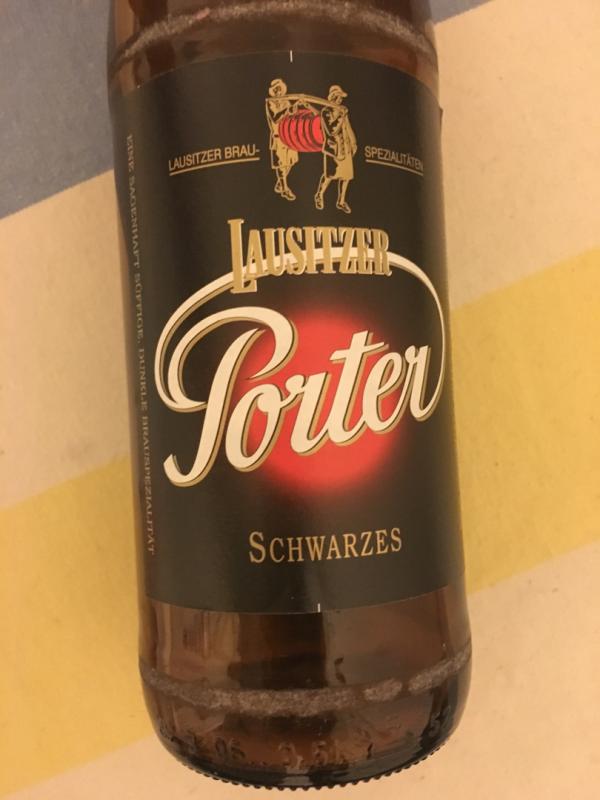 LAUSITZER BRAU-
SPEZIALITÄTEN
LAUSITZER
Porter
SCHWARZES
EINE SAGENHAFT SÜFFIGE, DUNKLE BRAUSPEZIALITÄT